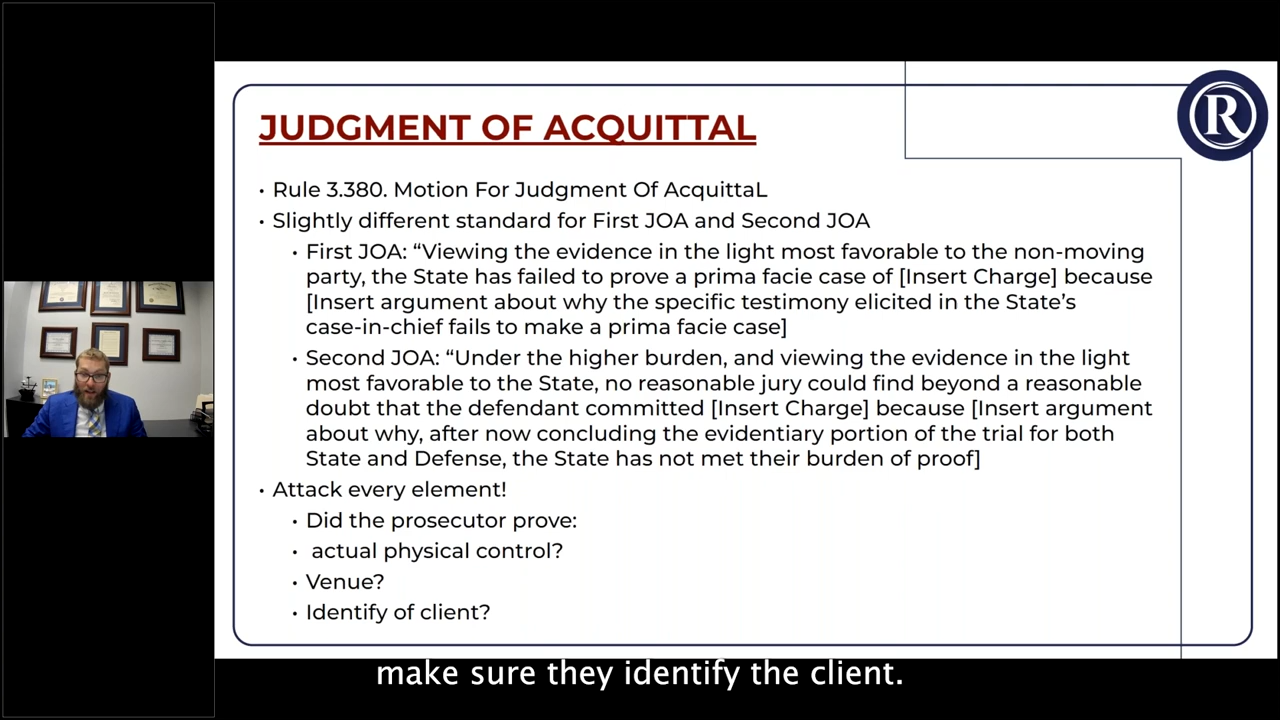 JUDGMENT OF ACQUITTAL
R
• Rule 3.380. Motion For Judgment Of AcquittaL
• Slightly different standard for First JOA and Second JOA
• First JOA: “Viewing the evidence in the light most favorable to the non-moving
party, the State has failed to prove a prima facie case of [Insert Charge] because
[Insert argument about why the specific testimony elicited in the State’s
case-in-chief fails to make a prima facie case]
• Second JOA: “Under the higher burden, and viewing the evidence in the light
most favorable to the State, no reasonable jury could find beyond a reasonable
doubt that the defendant committed [Insert Charge] because [Insert argument
about why, after now concluding the evidentiary portion of the trial for both
State and Defense, the State has not met their burden of proof]
• Attack every element!
• Did the prosecutor prove:
• actual physical control?
• Venue?
• Identify of client?
make sure they identify the client.